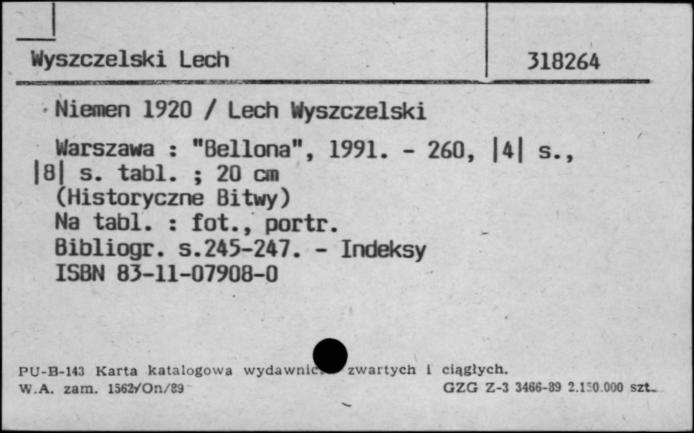 Wyszczelski Lech 318264
Niemen 1920 / Lech Wyszczelski
Warszawa : "Bellona", 1991. - 260, |4| s.,
|8| s. tabl. ; 20 cm
(Historyczne Bitwy)
Na tabl. : fot., portr.
Bibliogr. s.245-247. - Indeksy
ISBN 83-11-07908-0
PU-B-143 Karta katalogowa zwartych i ciągłych.
W.A. zam. 1562/On/89 GZG Z-3 3466-89 2.150.000 szt.